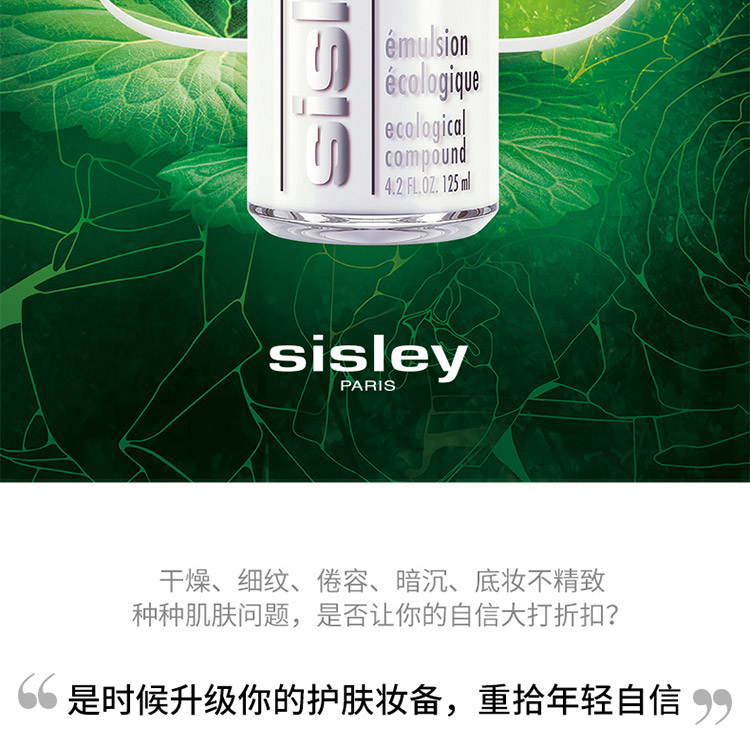 sisl
émulsion
écologique
ecological
compound
4.2 FL.OZ. 125 ml
sisley
PARIS
干燥、细纹、倦容、暗沉、底妆不精致
种种肌肤问题，是否让你的自信大打折扣？
“是时候升级你的护肤妆备，重拾年轻自信”